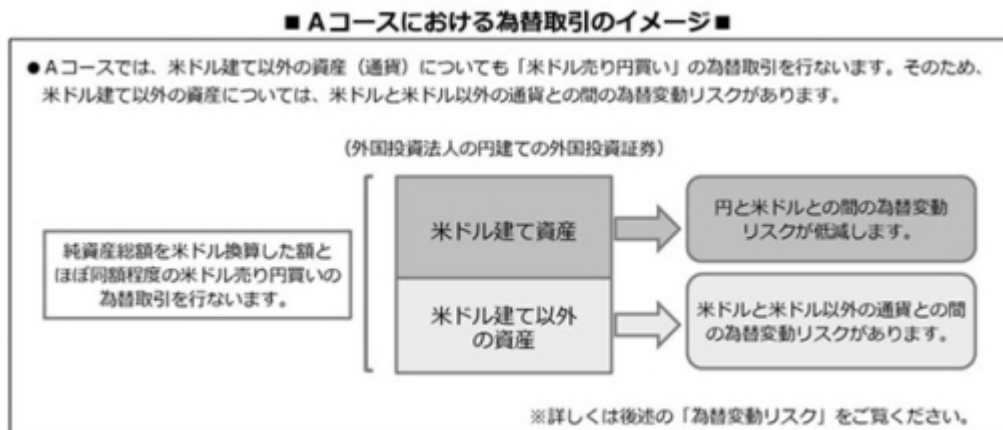 ■ Aコースにおける為替取引のイメージ ■
● Aコースでは、米ドル建て以外の資産（通貨）についても「米ドル売り円買い」の為替取引を行ないます。そのため、
米ドル建て以外の資産については、米ドルと米ドル以外の通貨との間の為替変動リスクがあります。
（外国投資法人の円建ての外国投資証券）
純資産総額を米ドル換算した額と
ほぼ同額程度の米ドル売り円買いの
為替取引を行ないます。
米ドル建て資産
円と米ドルとの間の為替変動
リスクが低減します。
米ドル建て以外
の資産
米ドルと米ドル以外の通貨との間
の為替変動リスクがあります。
※詳しくは後述の「為替変動リスク」をご覧ください。